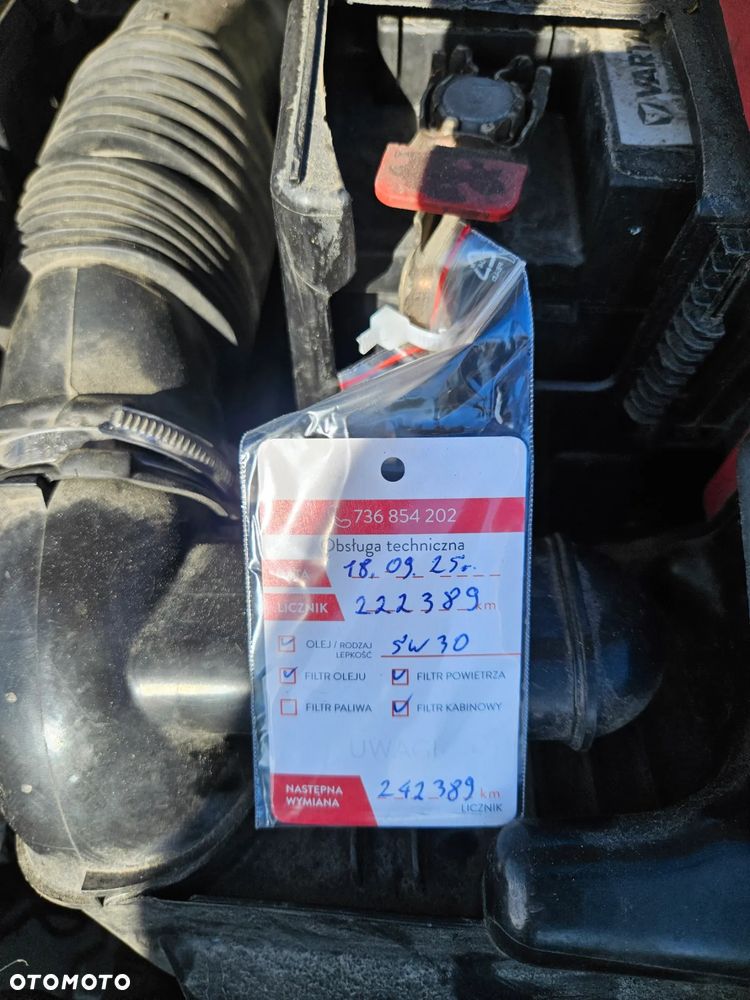 VARTA
736 854 202
Obsługa techniczna
DATA 18.09.25r.
LICZNIK 222389 km
OLEJ / RODZAJ LEPKOŚĆ 5W30
FILTR OLEJU FILTR POWIETRZA
FILTR PALIWA FILTR KABINOWY
UWAGI
NASTĘPNA WYMIANA 242389 km
LICZNIK
OTOMOTO